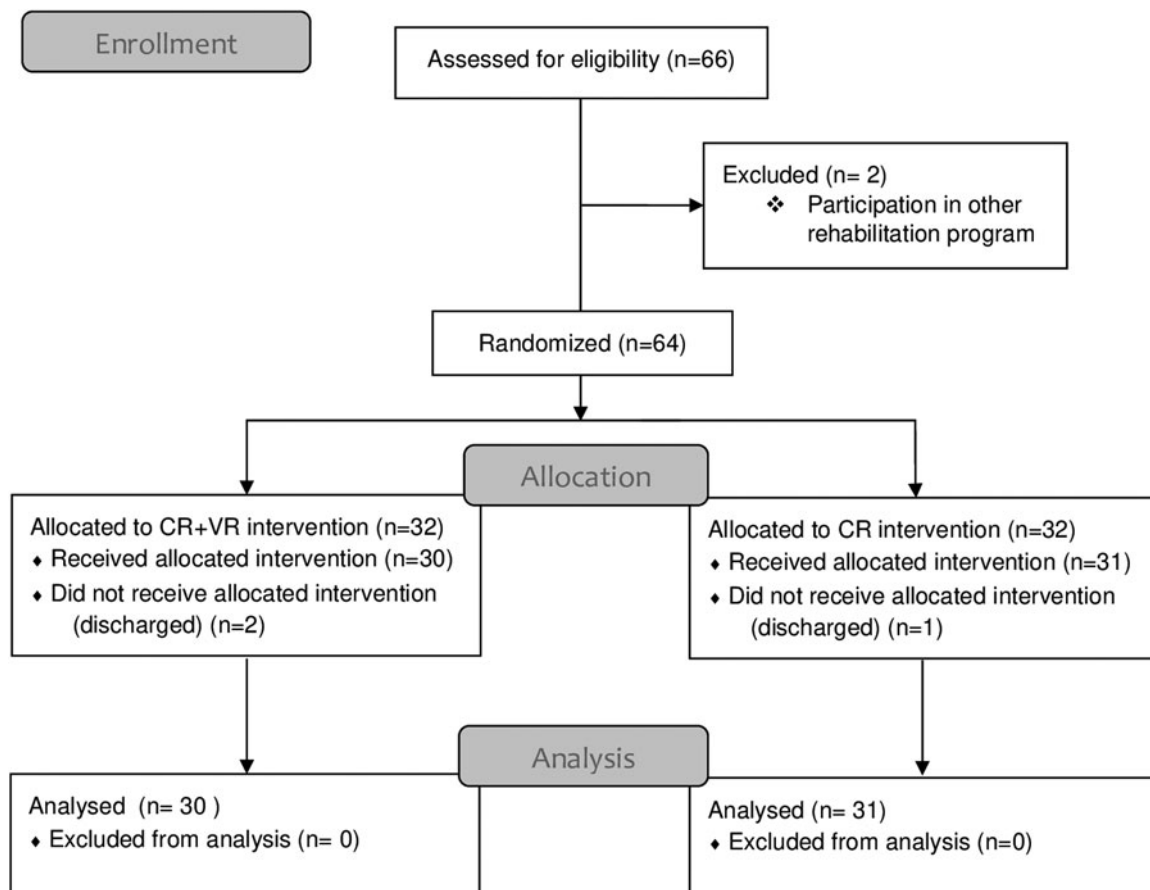 Enrollment
Assessed for eligibility (n=66)
Excluded (n= 2)
❖ Participation in other
rehabilitation program
Randomized (n=64)
Allocation
Allocated to CR+VR intervention (n=32)
♦ Received allocated intervention (n=30)
♦ Did not receive allocated intervention
(discharged) (n=2)
Allocated to CR intervention (n=32)
♦ Received allocated intervention (n=31)
♦ Did not receive allocated intervention
(discharged) (n=1)
Analysis
Analysed (n= 30 )
♦ Excluded from analysis (n= 0)
Analysed (n= 31)
♦ Excluded from analysis (n=0)